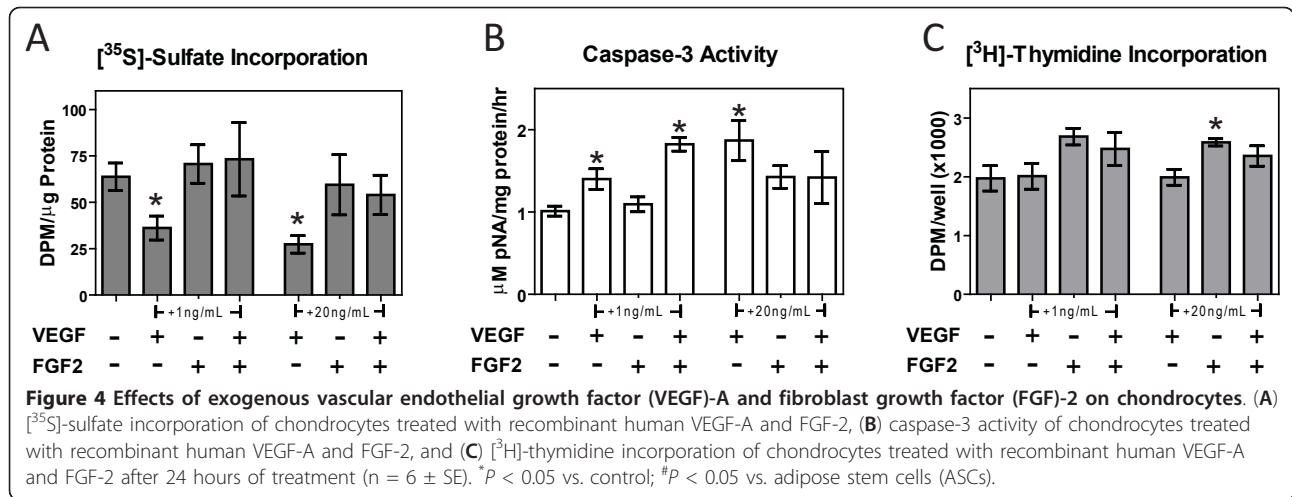 A
[³⁵S]-Sulfate Incorporation
DPM/µg Protein
100
75
50
25
0
*
*
+1ng/mL
+20ng/mL
VEGF - + - + + - +
FGF2 - - + + - + +
B
Caspase-3 Activity
µM pNA/mg protein/hr
2
1
0
*
*
*
+1ng/mL
+20ng/mL
VEGF - + - + + - +
FGF2 - - + + - + +
C
[³H]-Thymidine Incorporation
DPM/well (x1000)
3
2
1
0
*
+1ng/mL
+20ng/mL
VEGF - + - + + - +
FGF2 - - + + - + +
Figure 4 Effects of exogenous vascular endothelial growth factor (VEGF)-A and fibroblast growth factor (FGF)-2 on chondrocytes. (A)
[³⁵S]-sulfate incorporation of chondrocytes treated with recombinant human VEGF-A and FGF-2, (B) caspase-3 activity of chondrocytes treated
with recombinant human VEGF-A and FGF-2, and (C) [³H]-thymidine incorporation of chondrocytes treated with recombinant human VEGF-A
and FGF-2 after 24 hours of treatment (n = 6 ± SE). *P < 0.05 vs. control; #P < 0.05 vs. adipose stem cells (ASCs).